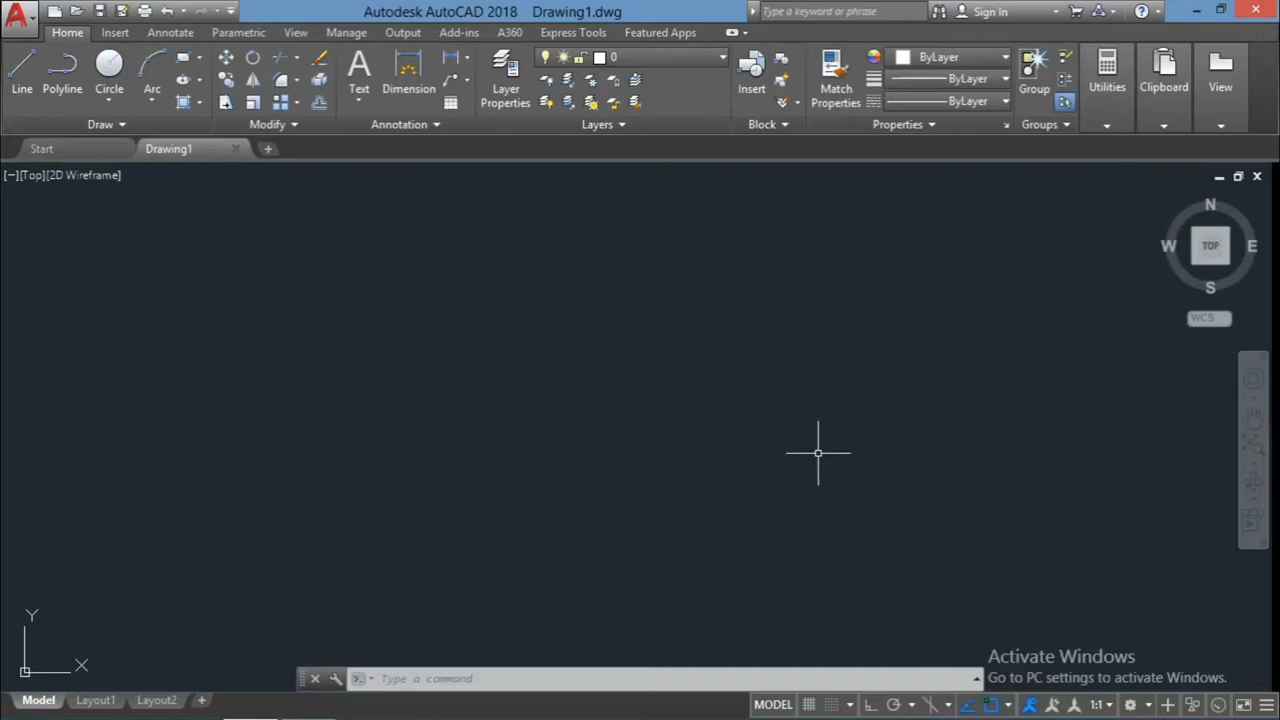 Autodesk AutoCAD 2018 Drawing1.dwg
Type a keyword or phrase
Sign In
Home Insert Annotate Parametric View Manage Output Add-ins A360 Express Tools Featured Apps
Line Polyline Circle Arc
Text Dimension
Layer Properties
0
Insert
Match Properties
ByLayer
ByLayer
ByLayer
Group
Utilities Clipboard View
Draw Modify Annotation Layers Block Properties Groups
Start Drawing1
[−][Top][2D Wireframe]
N
W TOP E
S
WCS
Y
X
Activate Windows
Go to PC settings to activate Windows.
Type a command
Model Layout1 Layout2
MODEL 1:1